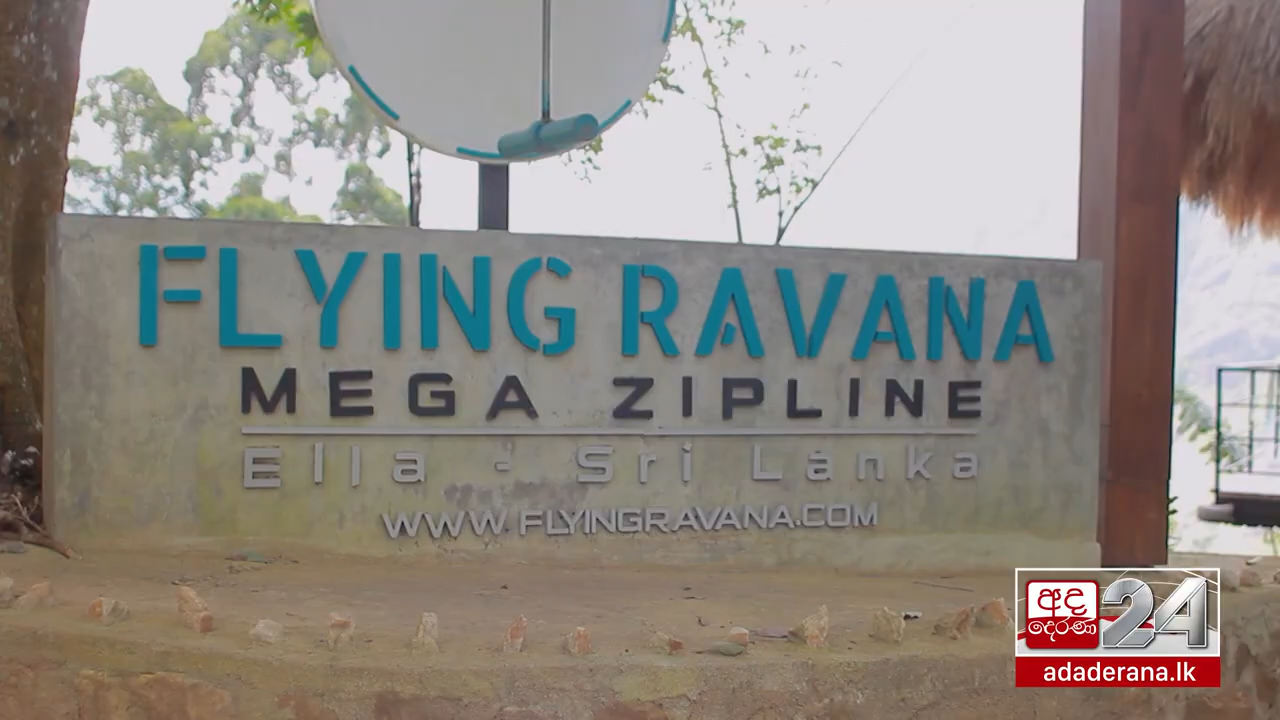 FLYING RAVANA
MEGA ZIPLINE
Ella - Sri Lanka
WWW.FLYINGRAVANA.COM
අද
දෙරණ 24
adaderana.lk